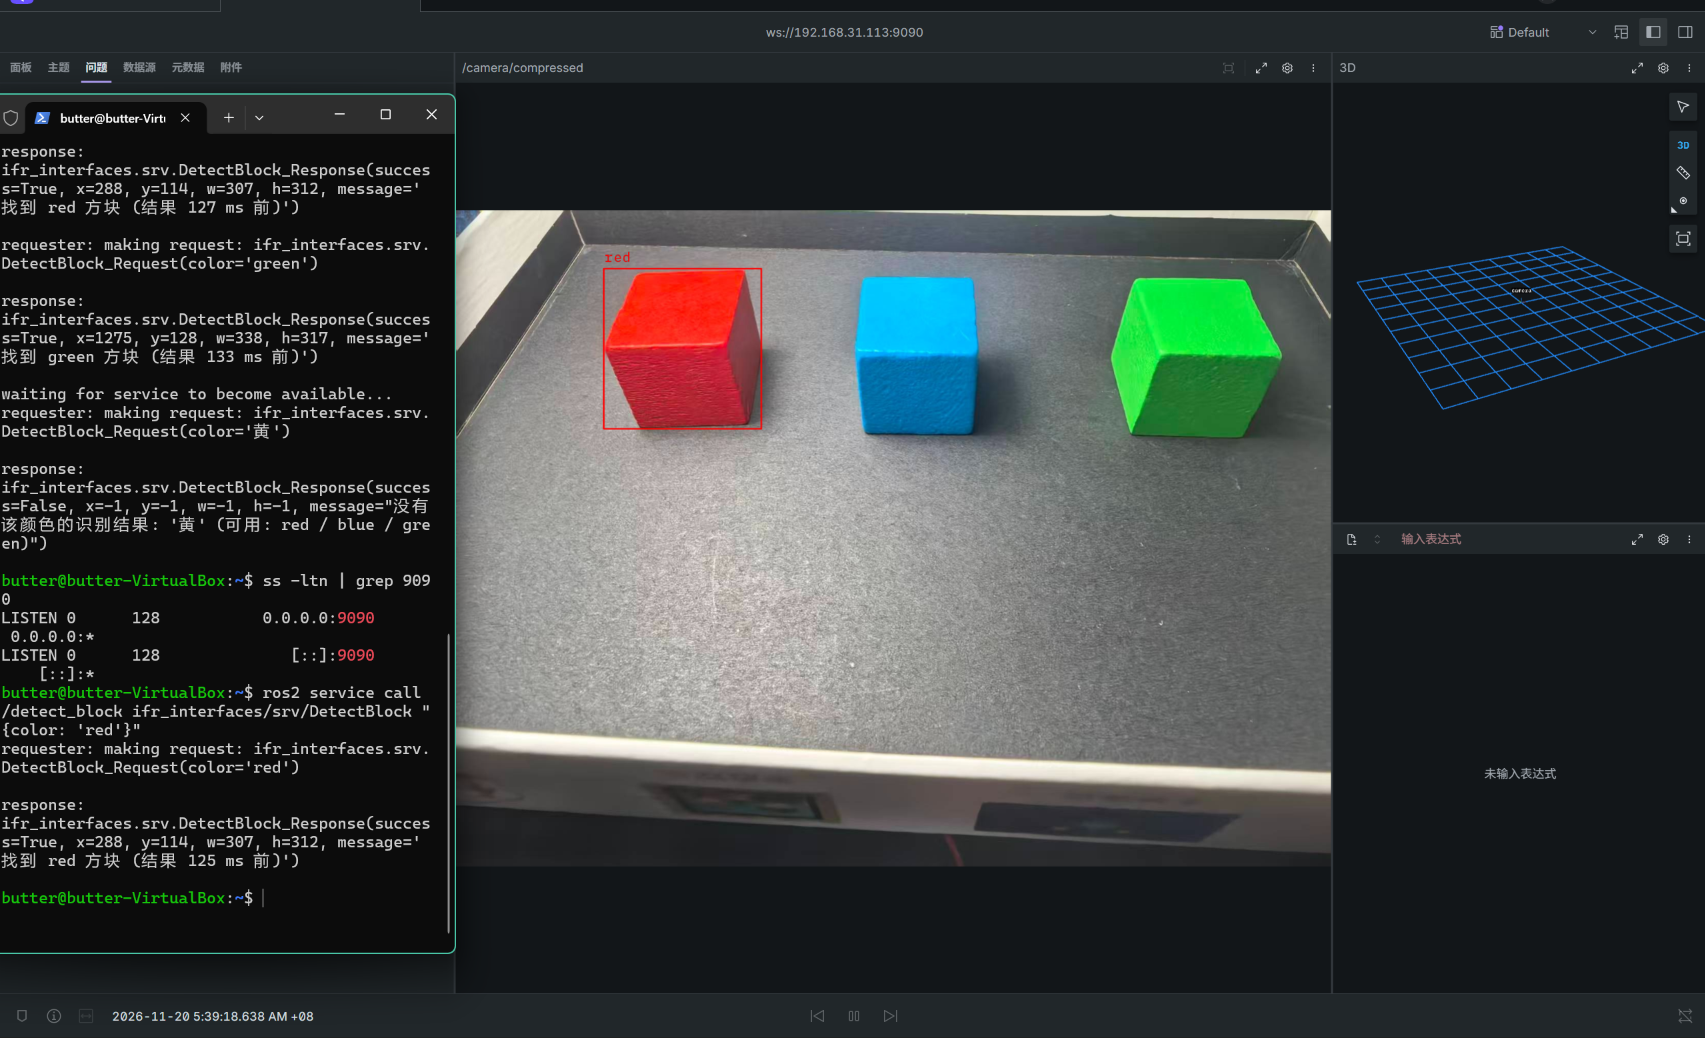 ws://192.168.31.113:9090
Default
面板 主题 问题 数据源 元数据 附件
/camera/compressed
3D
butter@butter-Virtu
response:
ifr_interfaces.srv.DetectBlock_Response(succes
s=True, x=288, y=114, w=307, h=312, message='
找到 red 方块 (结果 127 ms 前)')
requester: making request: ifr_interfaces.srv.
DetectBlock_Request(color='green')
response:
ifr_interfaces.srv.DetectBlock_Response(succes
s=True, x=1275, y=128, w=338, h=317, message='
找到 green 方块 (结果 133 ms 前)')
waiting for service to become available...
requester: making request: ifr_interfaces.srv.
DetectBlock_Request(color='黄')
response:
ifr_interfaces.srv.DetectBlock_Response(succes
s=False, x=-1, y=-1, w=-1, h=-1, message="没有
该颜色的识别结果: '黄' (可用: red / blue / gre
en)")
butter@butter-VirtualBox:~$ ss -ltn | grep 909
0
LISTEN 0 128 0.0.0.0:9090
0.0.0.0:*
LISTEN 0 128 [::]:9090
[::]:*
butter@butter-VirtualBox:~$ ros2 service call
/detect_block ifr_interfaces/srv/DetectBlock "
{color: 'red'}"
requester: making request: ifr_interfaces.srv.
DetectBlock_Request(color='red')
response:
ifr_interfaces.srv.DetectBlock_Response(succes
s=True, x=288, y=114, w=307, h=312, message='
找到 red 方块 (结果 125 ms 前)')
butter@butter-VirtualBox:~$
red
3D
输入表达式
未输入表达式
2026-11-20 5:39:18.638 AM +08